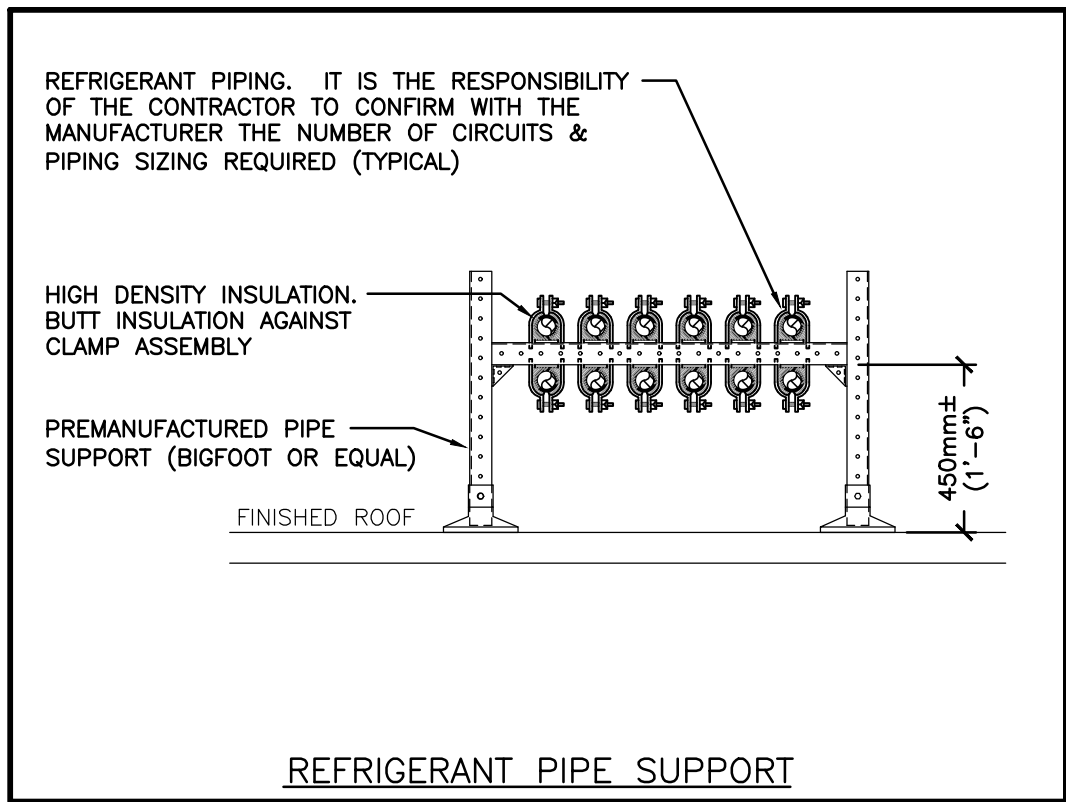 REFRIGERANT PIPING. IT IS THE RESPONSIBILITY
OF THE CONTRACTOR TO CONFIRM WITH THE
MANUFACTURER THE NUMBER OF CIRCUITS &
PIPING SIZING REQUIRED (TYPICAL)
HIGH DENSITY INSULATION.
BUTT INSULATION AGAINST
CLAMP ASSEMBLY
PREMANUFACTURED PIPE
SUPPORT (BIGFOOT OR EQUAL)
450mm±
(1'-6")
FINISHED ROOF
REFRIGERANT PIPE SUPPORT